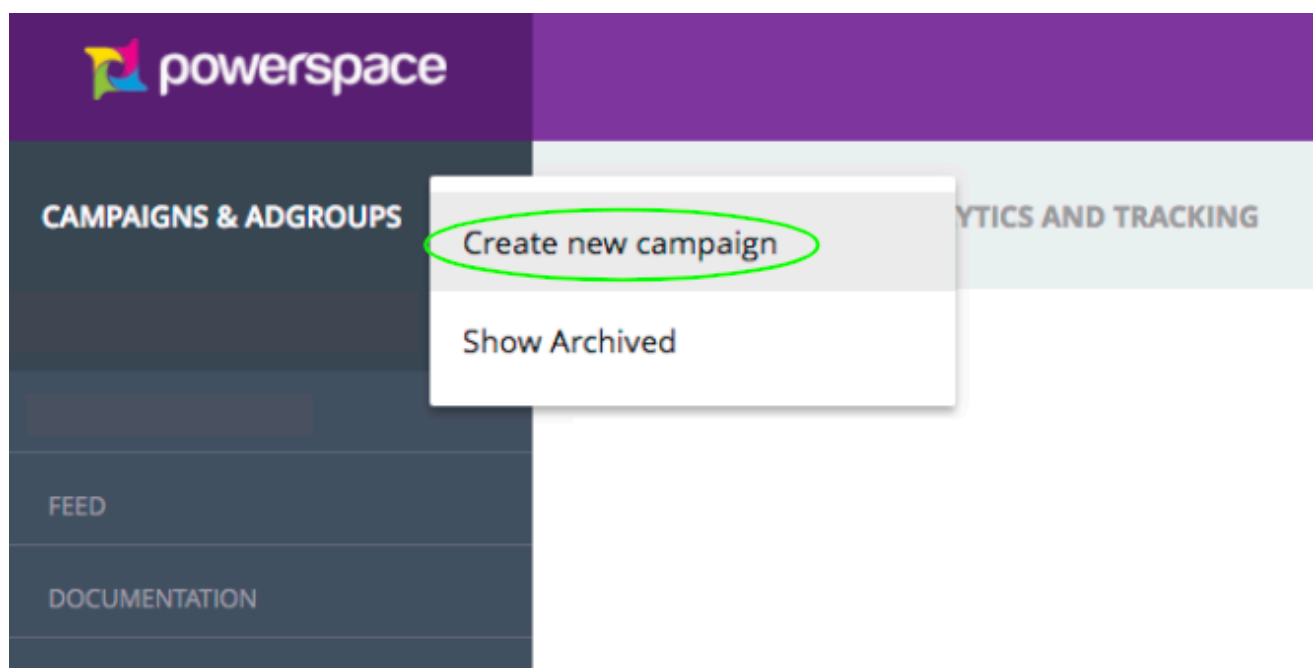 powerspace
CAMPAIGNS & ADGROUPS
Create new campaign
YTICS AND TRACKING
Show Archived
FEED
DOCUMENTATION